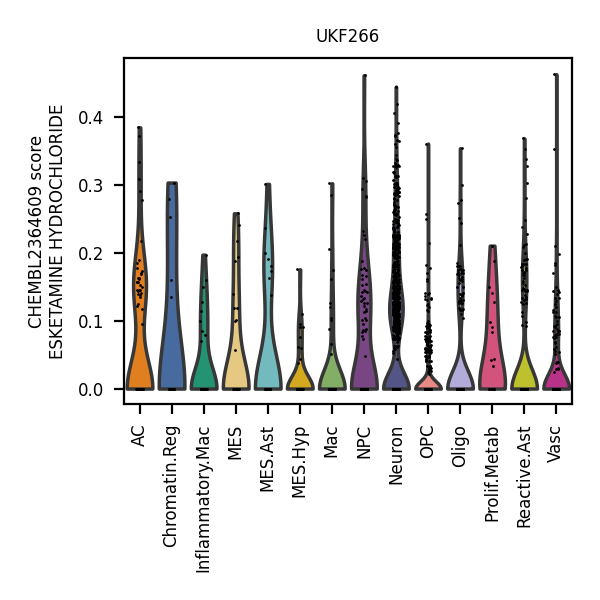 UKF266
CHEMBL2364609 score
ESKETAMINE HYDROCHLORIDE
0.4
0.3
0.2
0.1
0.0
AC
Chromatin.Reg
Inflammatory.Mac
MES
MES.Ast
MES.Hyp
Mac
NPC
Neuron
OPC
Oligo
Prolif.Metab
Reactive.Ast
Vasc